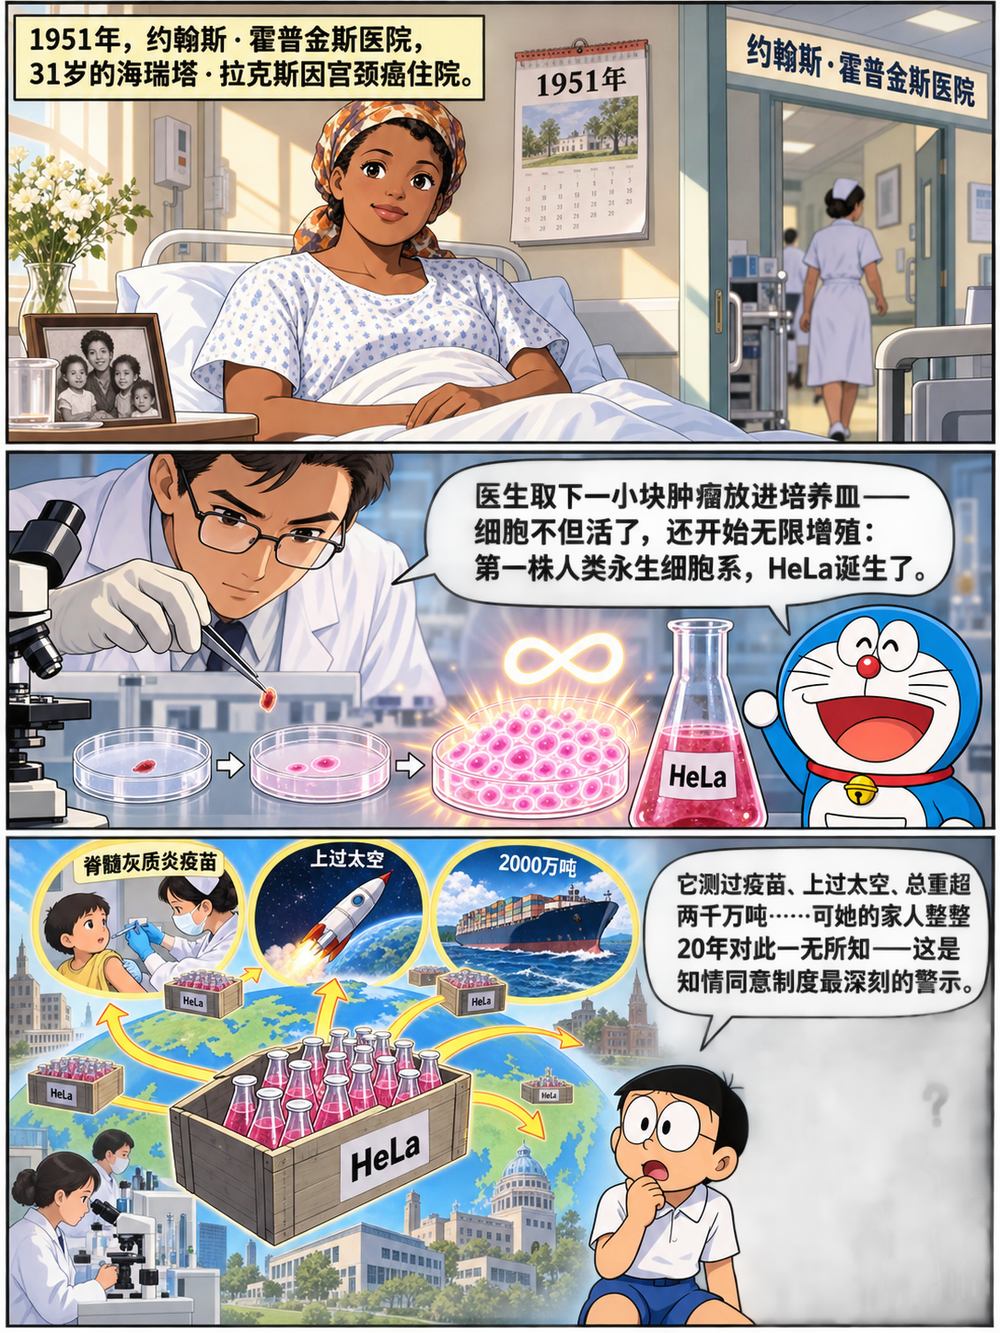 1951年，约翰斯·霍普金斯医院，
31岁的海瑞塔·拉克斯因宫颈癌住院。
1951年
约翰斯·霍普金斯医院
医生取下一小块肿瘤放进培养皿——
细胞不但活了，还开始无限增殖：
第一株人类永生细胞系，HeLa诞生了。
HeLa
脊髓灰质炎疫苗
上过太空
2000万吨
它测过疫苗、上过太空、总重超
两千万吨……可她的家人整整
20年对此一无所知——这是
知情同意制度最深刻的警示。
HeLa
HeLa
HeLa
HeLa
HeLa
?